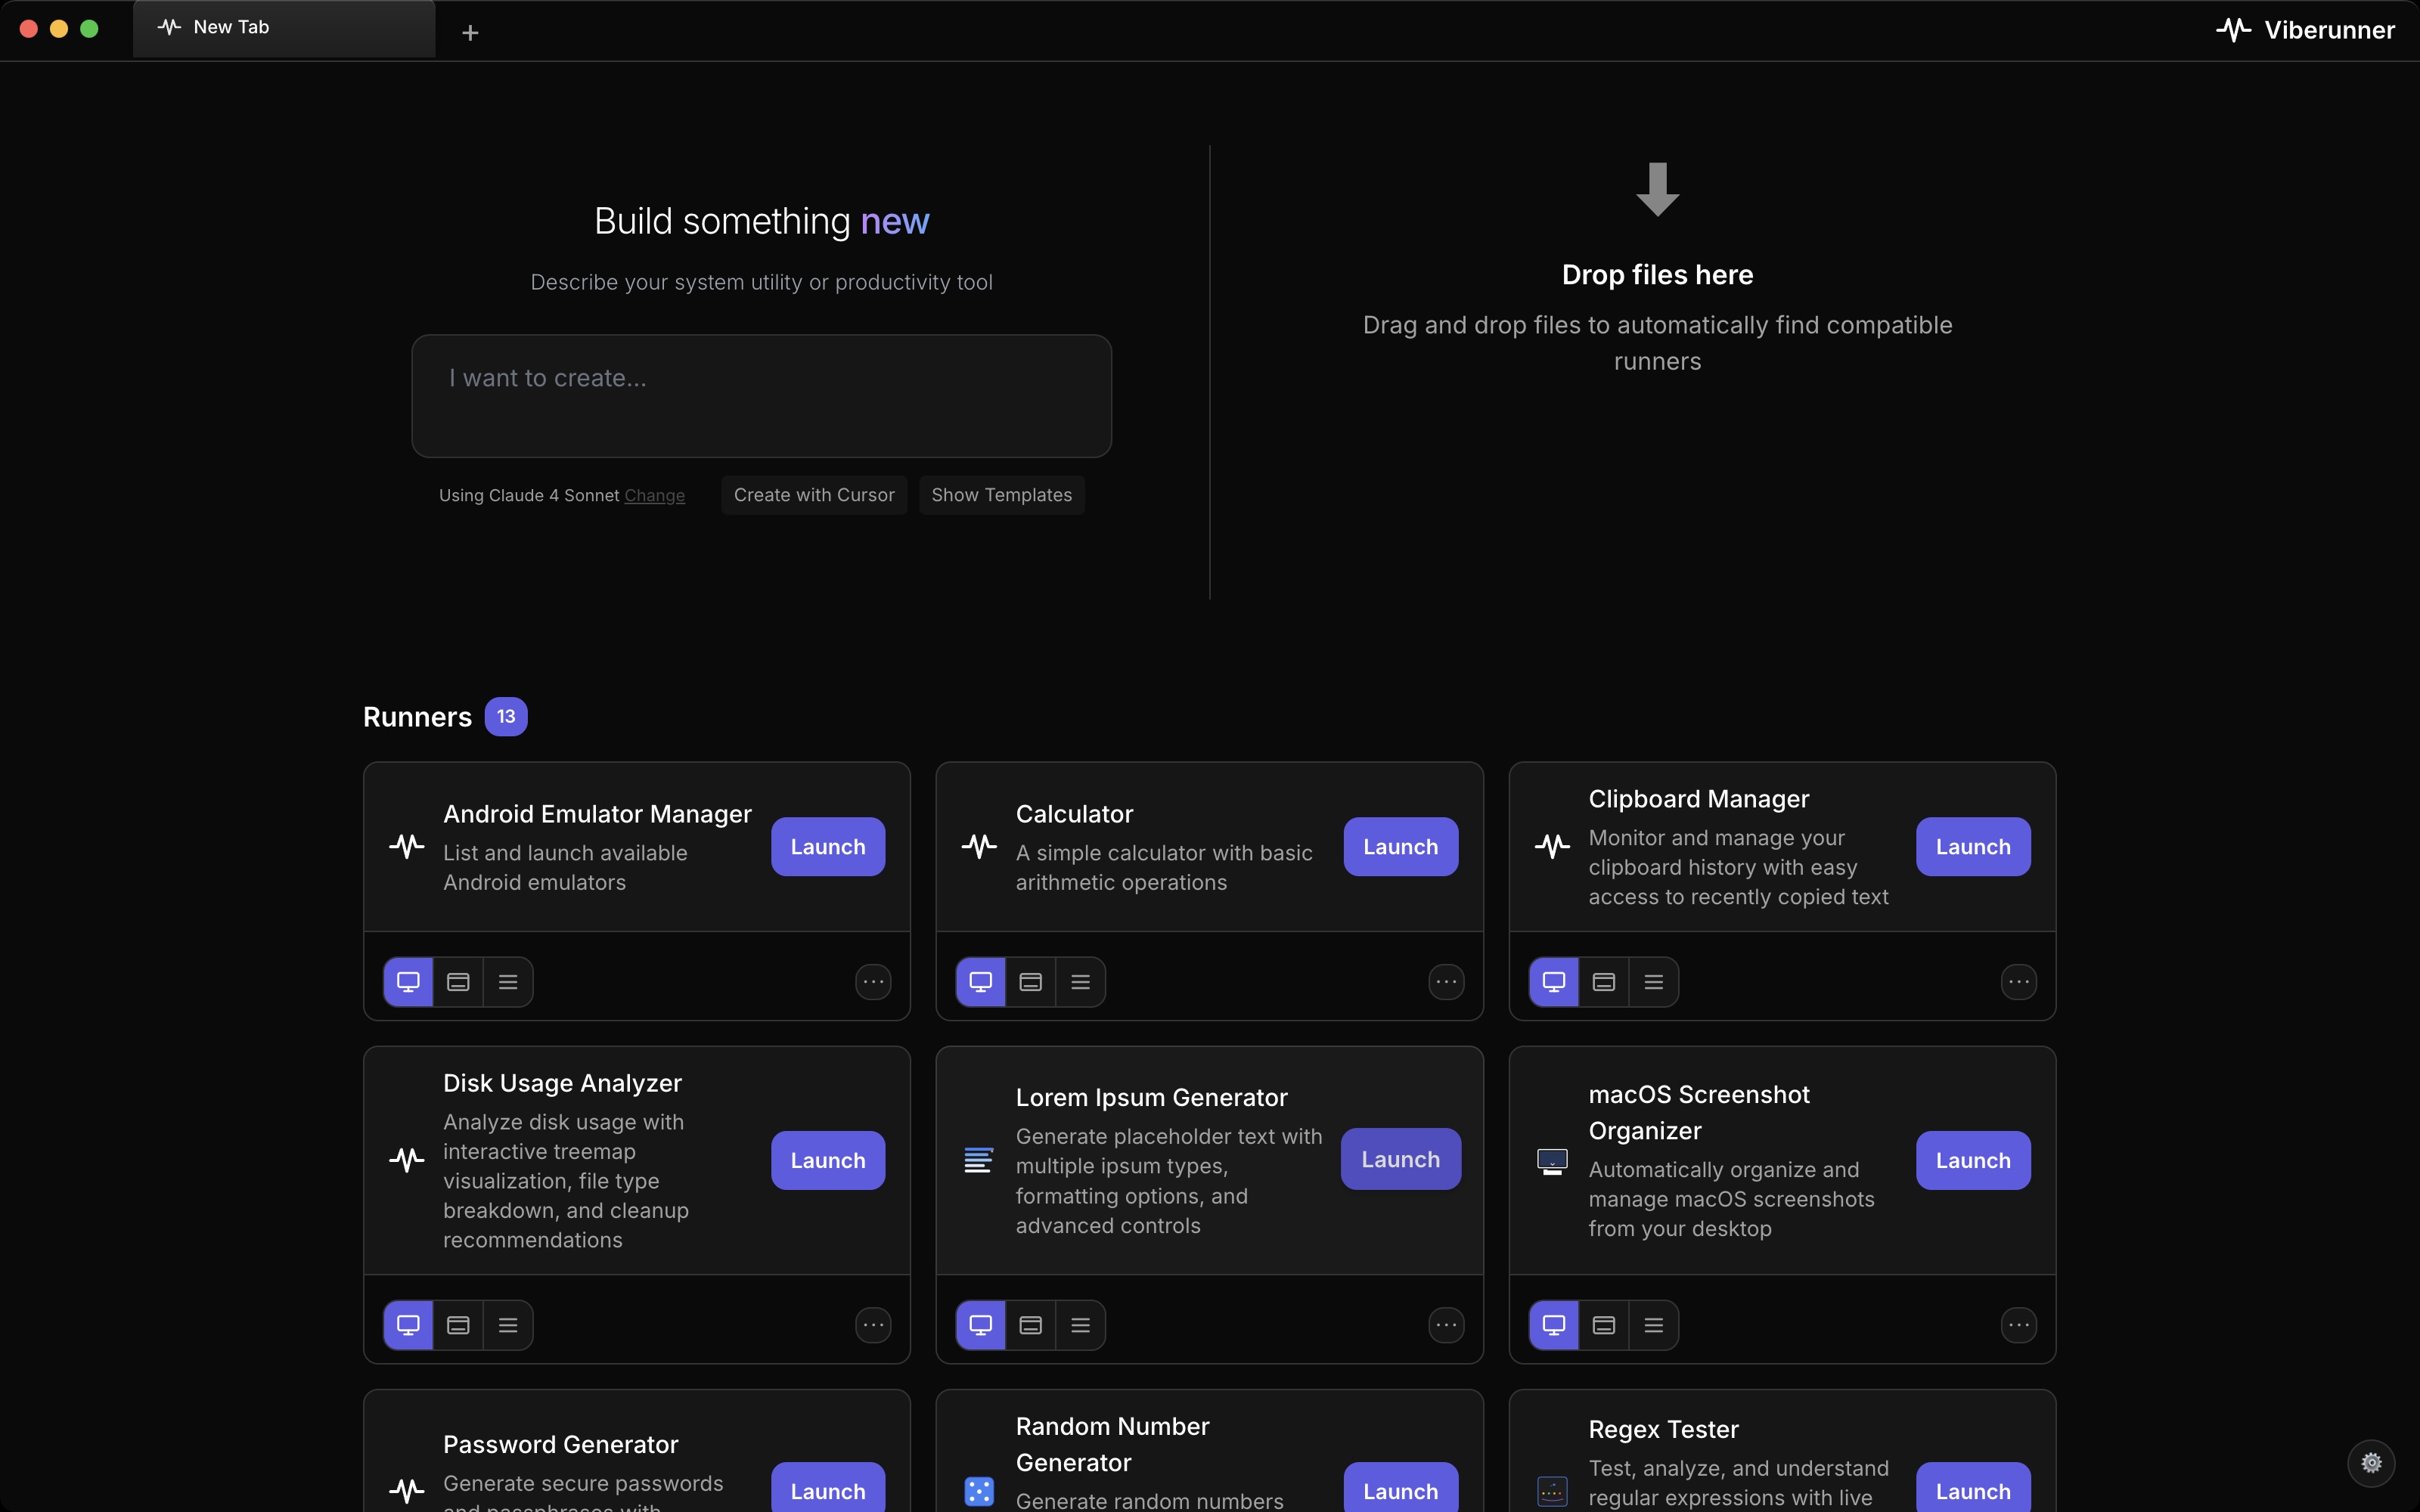 New Tab
+
Viberunner
Build something new
Describe your system utility or productivity tool
I want to create...
Using Claude 4 Sonnet Change
Create with Cursor
Show Templates
Drop files here
Drag and drop files to automatically find compatible
runners
Runners 13
Android Emulator Manager
List and launch available
Android emulators
Launch
Calculator
A simple calculator with basic
arithmetic operations
Launch
Clipboard Manager
Monitor and manage your
clipboard history with easy
access to recently copied text
Launch
Disk Usage Analyzer
Analyze disk usage with
interactive treemap
visualization, file type
breakdown, and cleanup
recommendations
Launch
Lorem Ipsum Generator
Generate placeholder text with
multiple ipsum types,
formatting options, and
advanced controls
Launch
macOS Screenshot
Organizer
Automatically organize and
manage macOS screenshots
from your desktop
Launch
Password Generator
Generate secure passwords
and passphrases with
Launch
Random Number
Generator
Generate random numbers
Launch
Regex Tester
Test, analyze, and understand
regular expressions with live
Launch